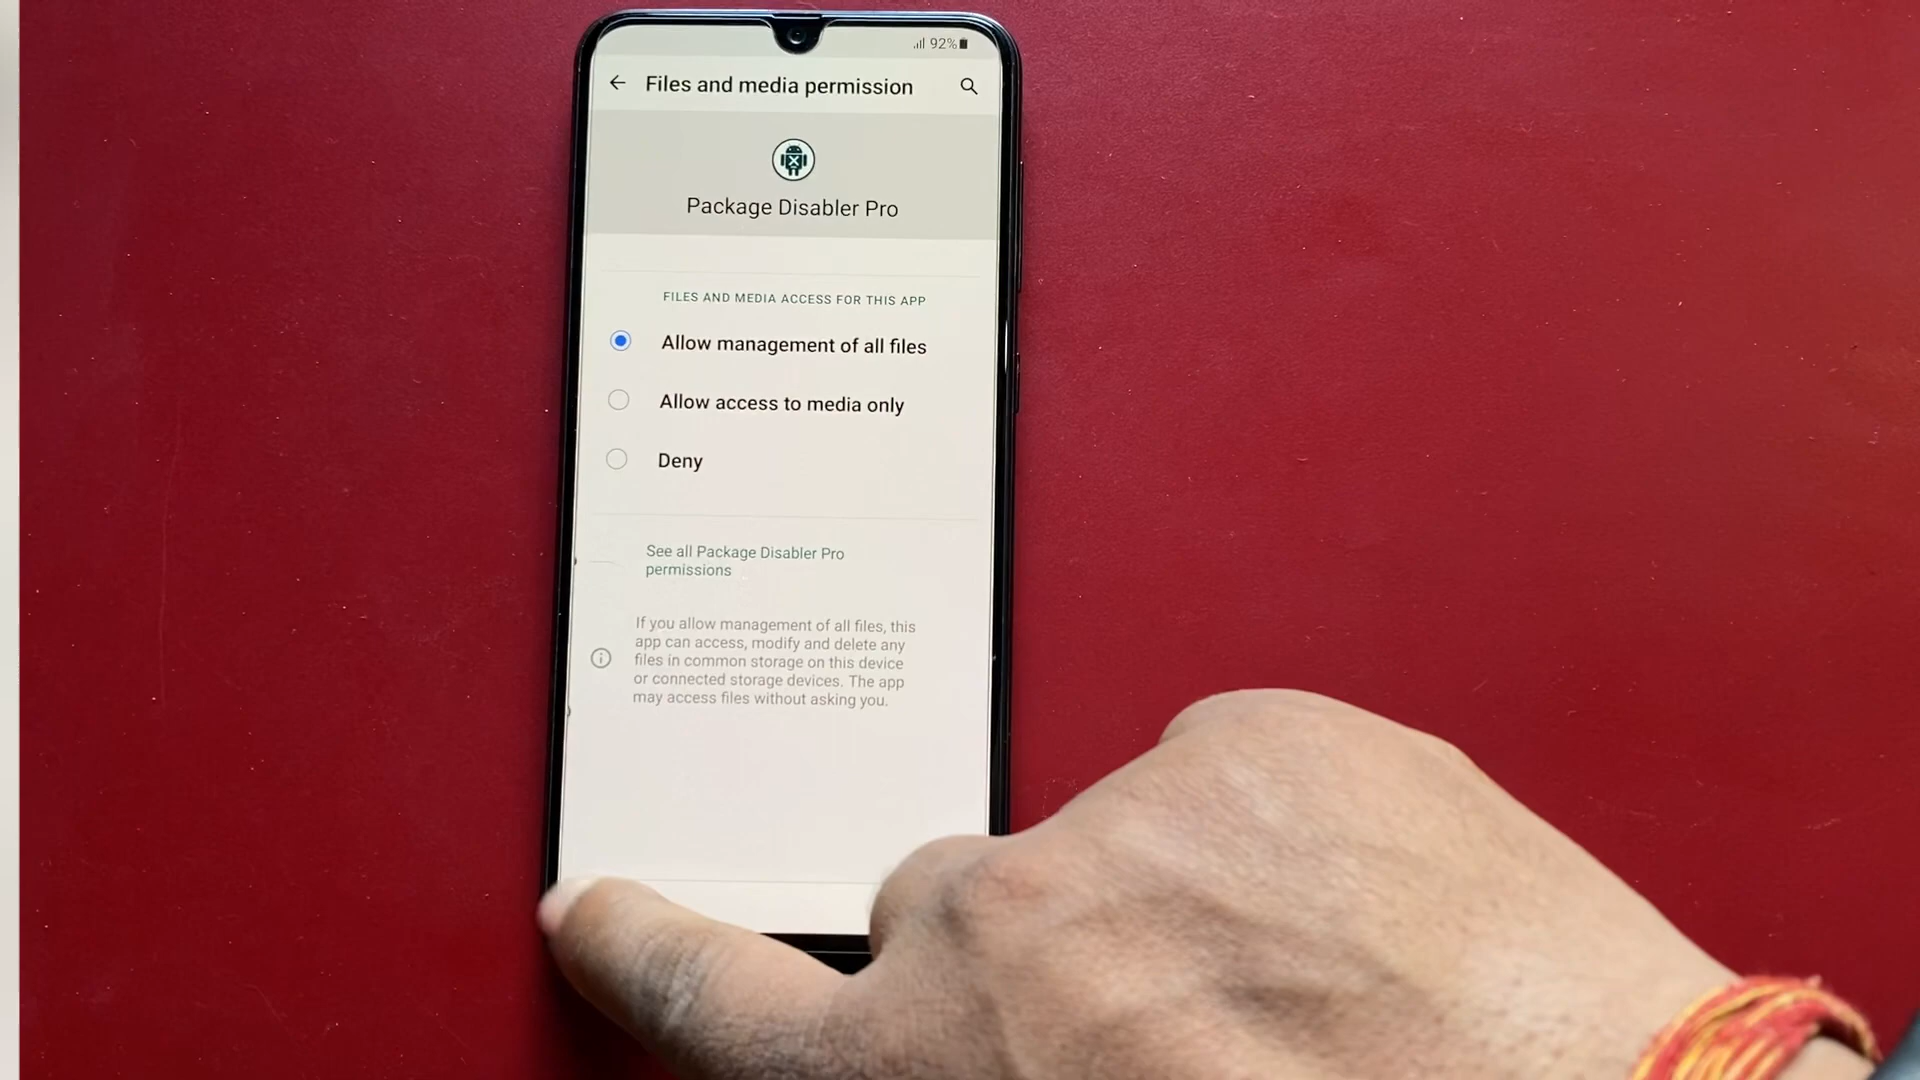 92%
Files and media permission
Package Disabler Pro
FILES AND MEDIA ACCESS FOR THIS APP
Allow management of all files
Allow access to media only
Deny
See all Package Disabler Pro
permissions
If you allow management of all files, this
app can access, modify and delete any
files in common storage on this device
or connected storage devices. The app
may access files without asking you.